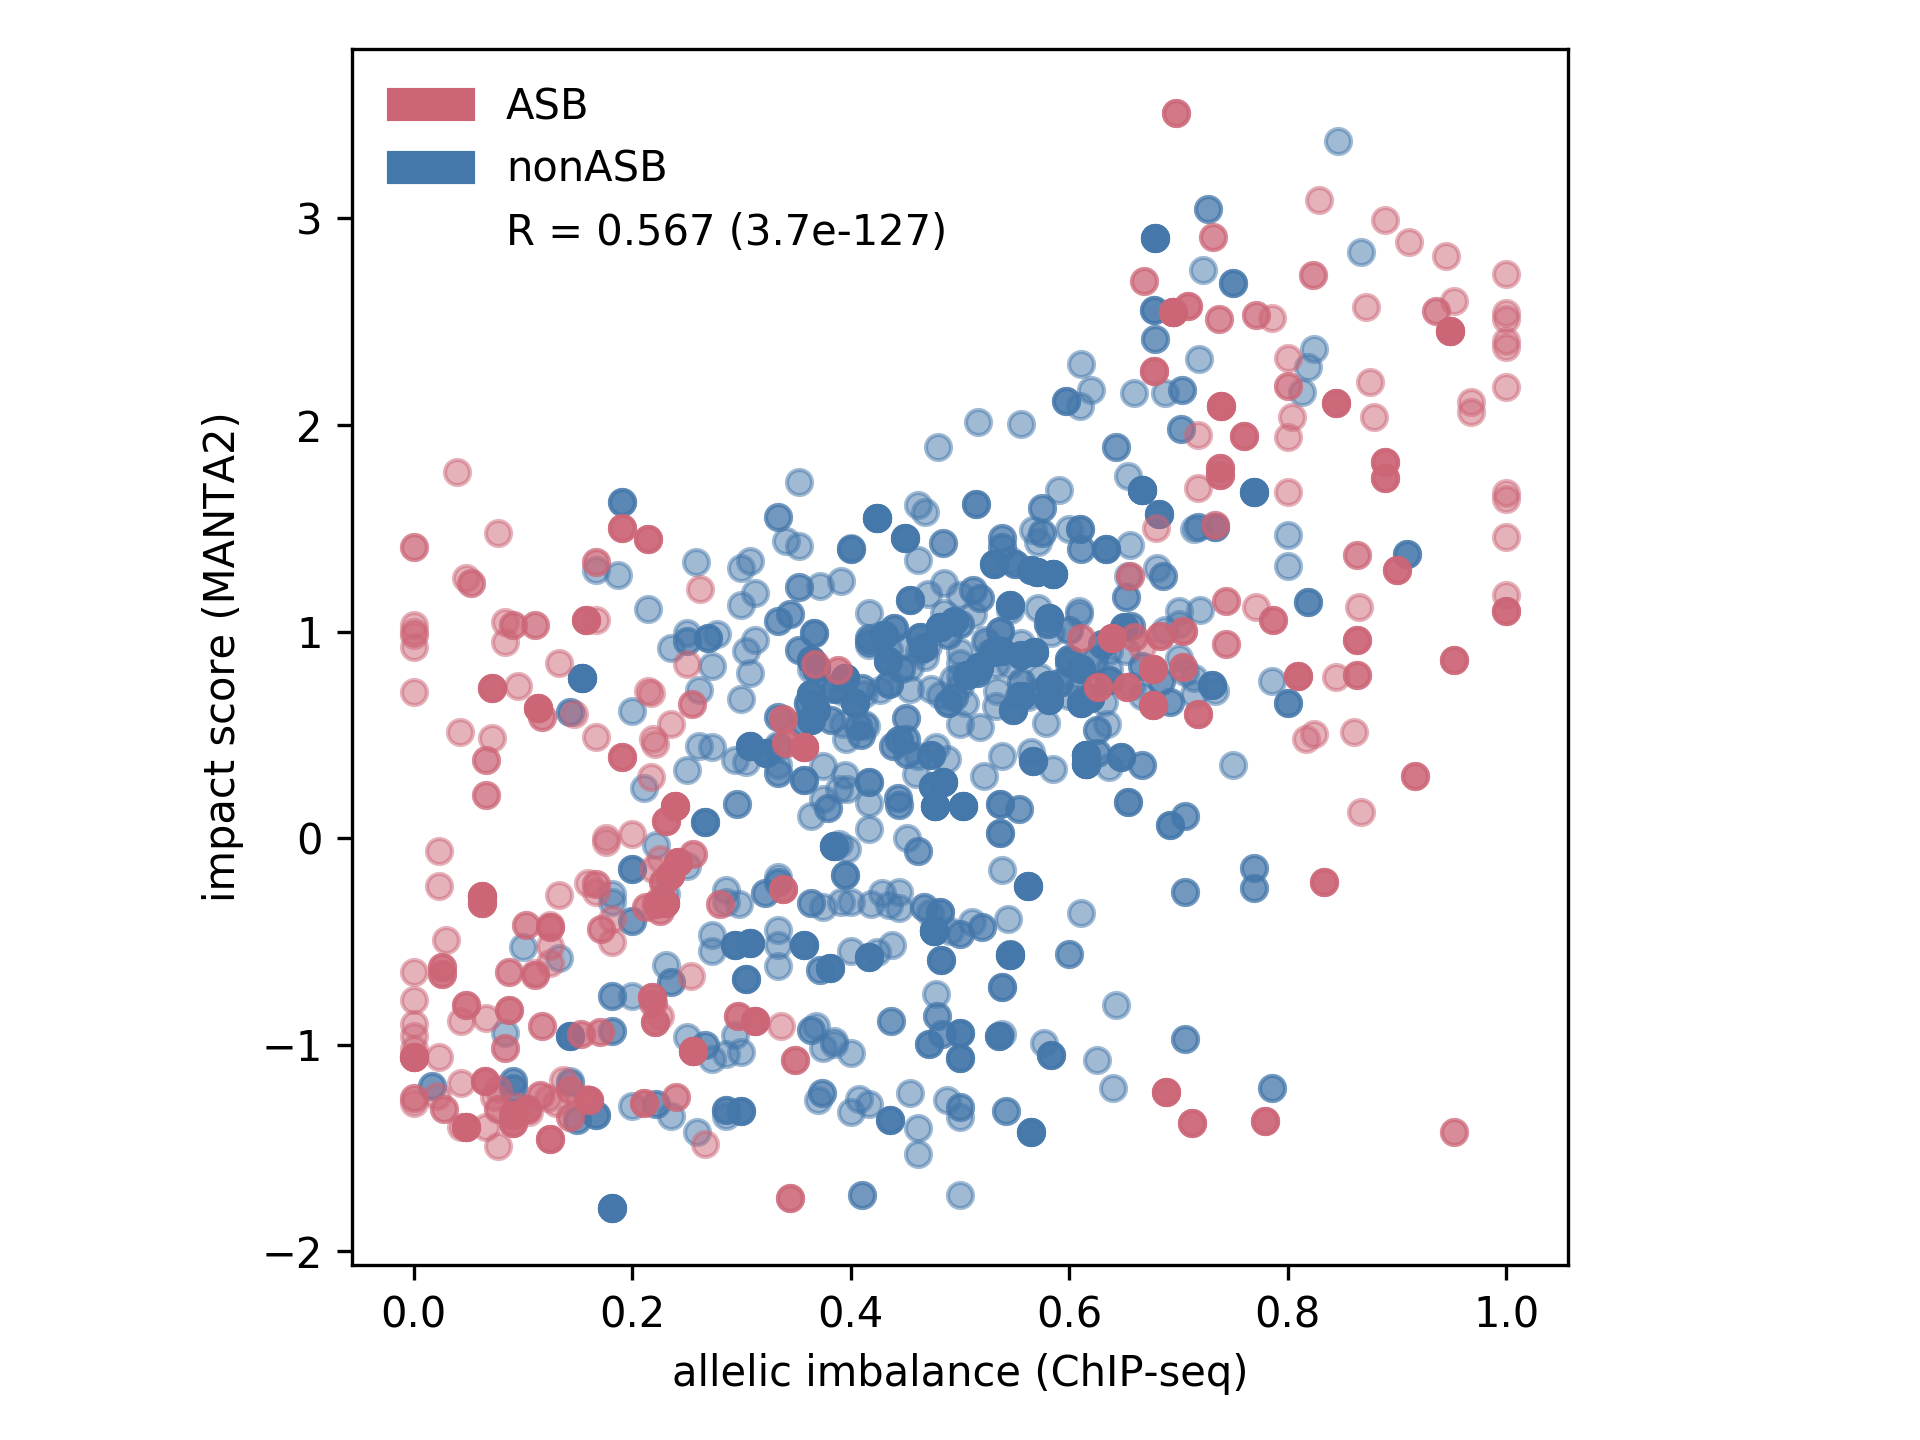 ASB
nonASB
R = 0.567 (3.7e-127)
3
2
1
0
−1
−2
impact score (MANTA2)
0.0 0.2 0.4 0.6 0.8 1.0
allelic imbalance (ChIP-seq)